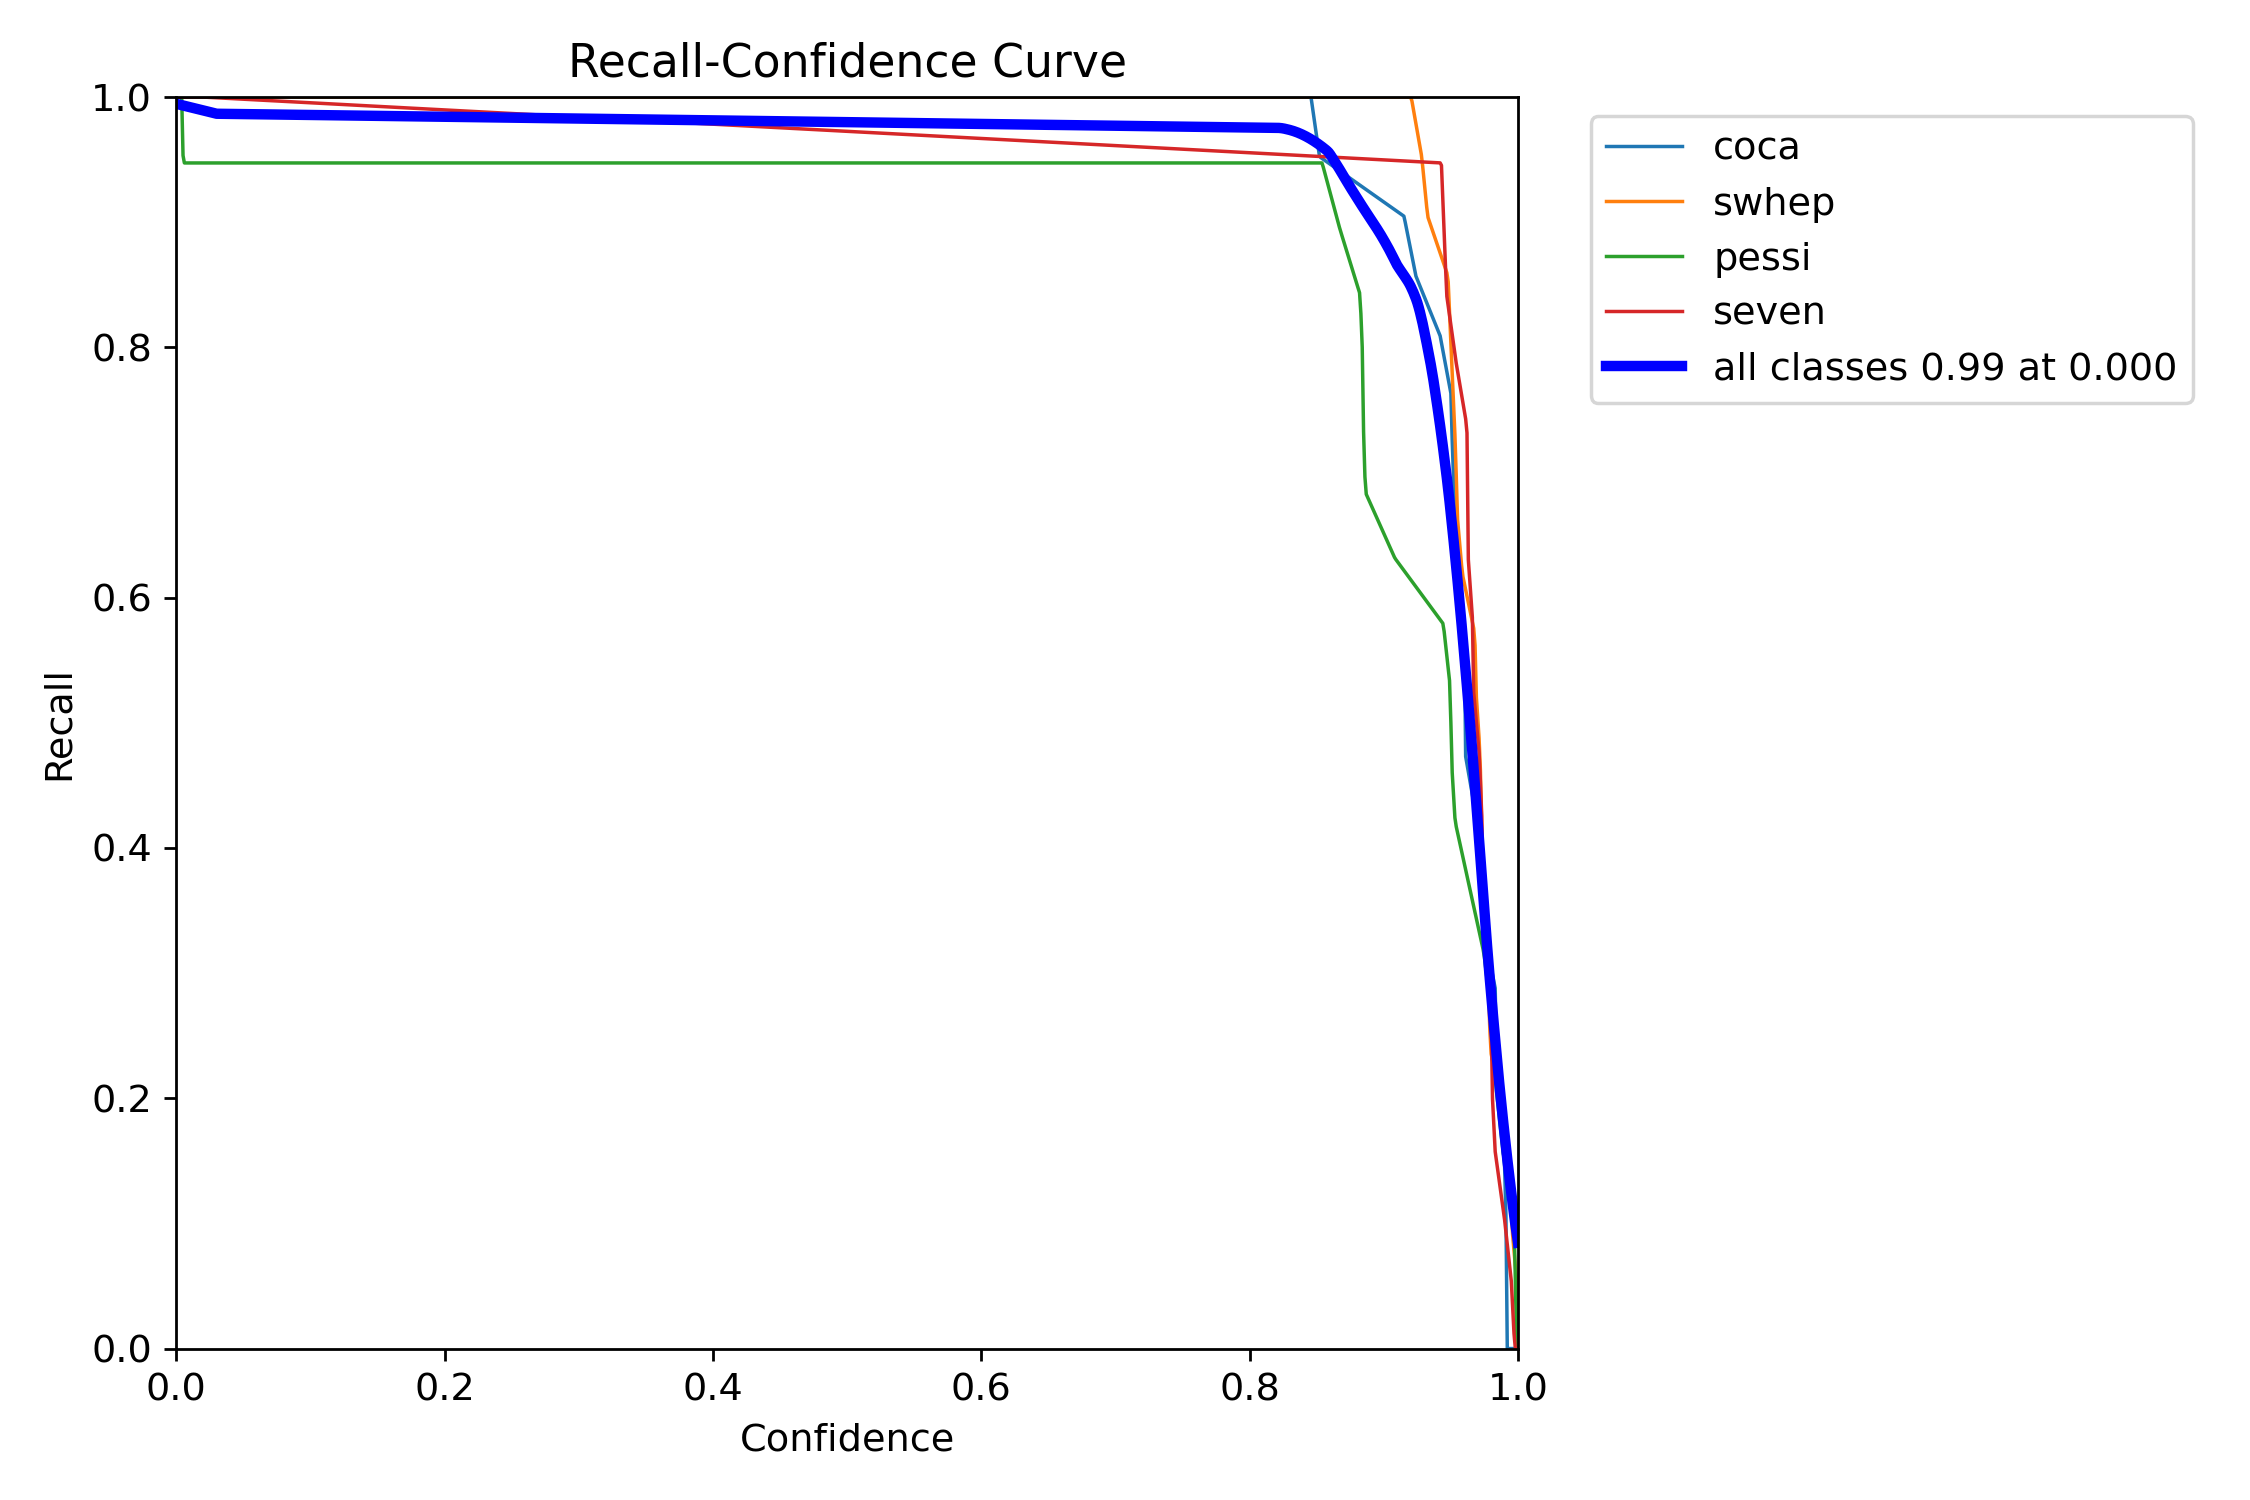 Recall-Confidence Curve
1.0
0.8
0.6
0.4
0.2
0.0
Recall
0.0 0.2 0.4 0.6 0.8 1.0
Confidence
coca
swhep
pessi
seven
all classes 0.99 at 0.000